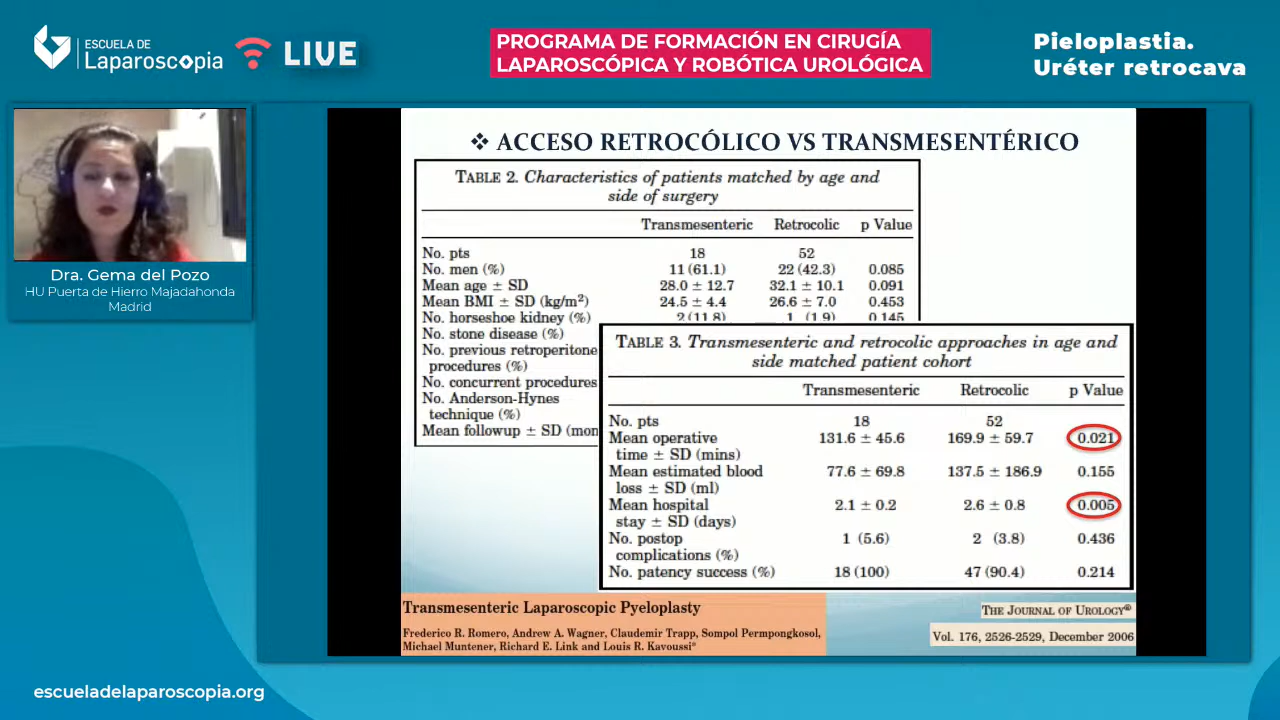 ESCUELA DE
Laparoscopia
LIVE
PROGRAMA DE FORMACIÓN EN CIRUGÍA
LAPAROSCÓPICA Y ROBÓTICA UROLÓGICA
Pieloplastia.
Uréter retrocava
Dra. Gema del Pozo
HU Puerta de Hierro Majadahonda
Madrid
❖ ACCESO RETROCÓLICO VS TRANSMESENTÉRICO
TABLE 2. Characteristics of patients matched by age and
side of surgery
Transmesenteric Retrocolic p Value
No. pts 18 52
No. men (%) 11 (61.1) 22 (42.3) 0.085
Mean age ± SD 28.0 ± 12.7 32.1 ± 10.1 0.091
Mean BMI ± SD (kg/m²) 24.5 ± 4.4 26.6 ± 7.0 0.453
No. horseshoe kidney (%) 2 (11.8) 1 (1.9) 0.145
No. stone disease (%)
No. previous retroperitone
procedures (%)
No. concurrent procedures
No. Anderson-Hynes
technique (%)
Mean followup ± SD (mon
TABLE 3. Transmesenteric and retrocolic approaches in age and
side matched patient cohort
Transmesenteric Retrocolic p Value
No. pts 18 52
Mean operative 131.6 ± 45.6 169.9 ± 59.7 0.021
time ± SD (mins)
Mean estimated blood 77.6 ± 69.8 137.5 ± 186.9 0.155
loss ± SD (ml)
Mean hospital 2.1 ± 0.2 2.6 ± 0.8 0.005
stay ± SD (days)
No. postop 1 (5.6) 2 (3.8) 0.436
complications (%)
No. patency success (%) 18 (100) 47 (90.4) 0.214
Transmesenteric Laparoscopic Pyeloplasty
Frederico R. Romero, Andrew A. Wagner, Claudemir Trapp, Sompol Permpongkosol,
Michael Muntener, Richard E. Link and Louis R. Kavoussi*
THE JOURNAL OF UROLOGY®
Vol. 176, 2526-2529, December 2006
escueladelaparoscopia.org